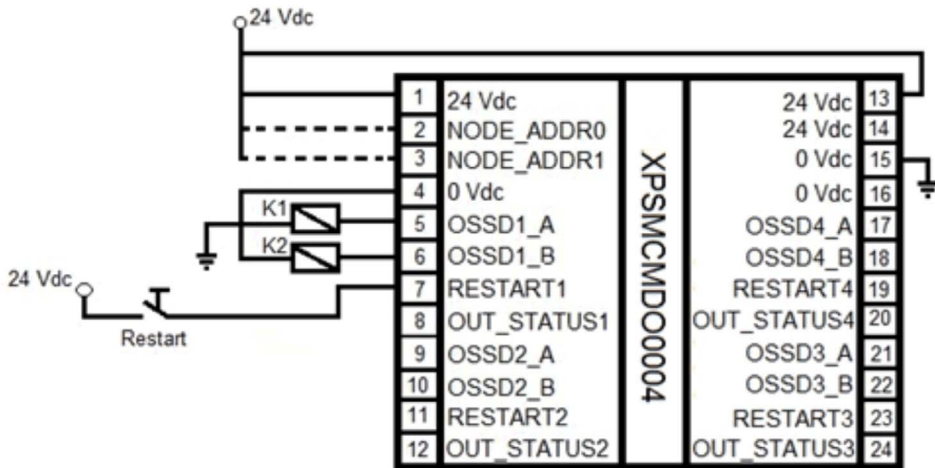 24 Vdc
1 24 Vdc
2 NODE_ADDR0
3 NODE_ADDR1
4 0 Vdc
K1
5 OSSD1_A
K2
6 OSSD1_B
24 Vdc
7 RESTART1
Restart
8 OUT_STATUS1
9 OSSD2_A
10 OSSD2_B
11 RESTART2
12 OUT_STATUS2
XPSMCMDO0004
24 Vdc 13
24 Vdc 14
0 Vdc 15
0 Vdc 16
OSSD4_A 17
OSSD4_B 18
RESTART4 19
OUT_STATUS4 20
OSSD3_A 21
OSSD3_B 22
RESTART3 23
OUT_STATUS3 24